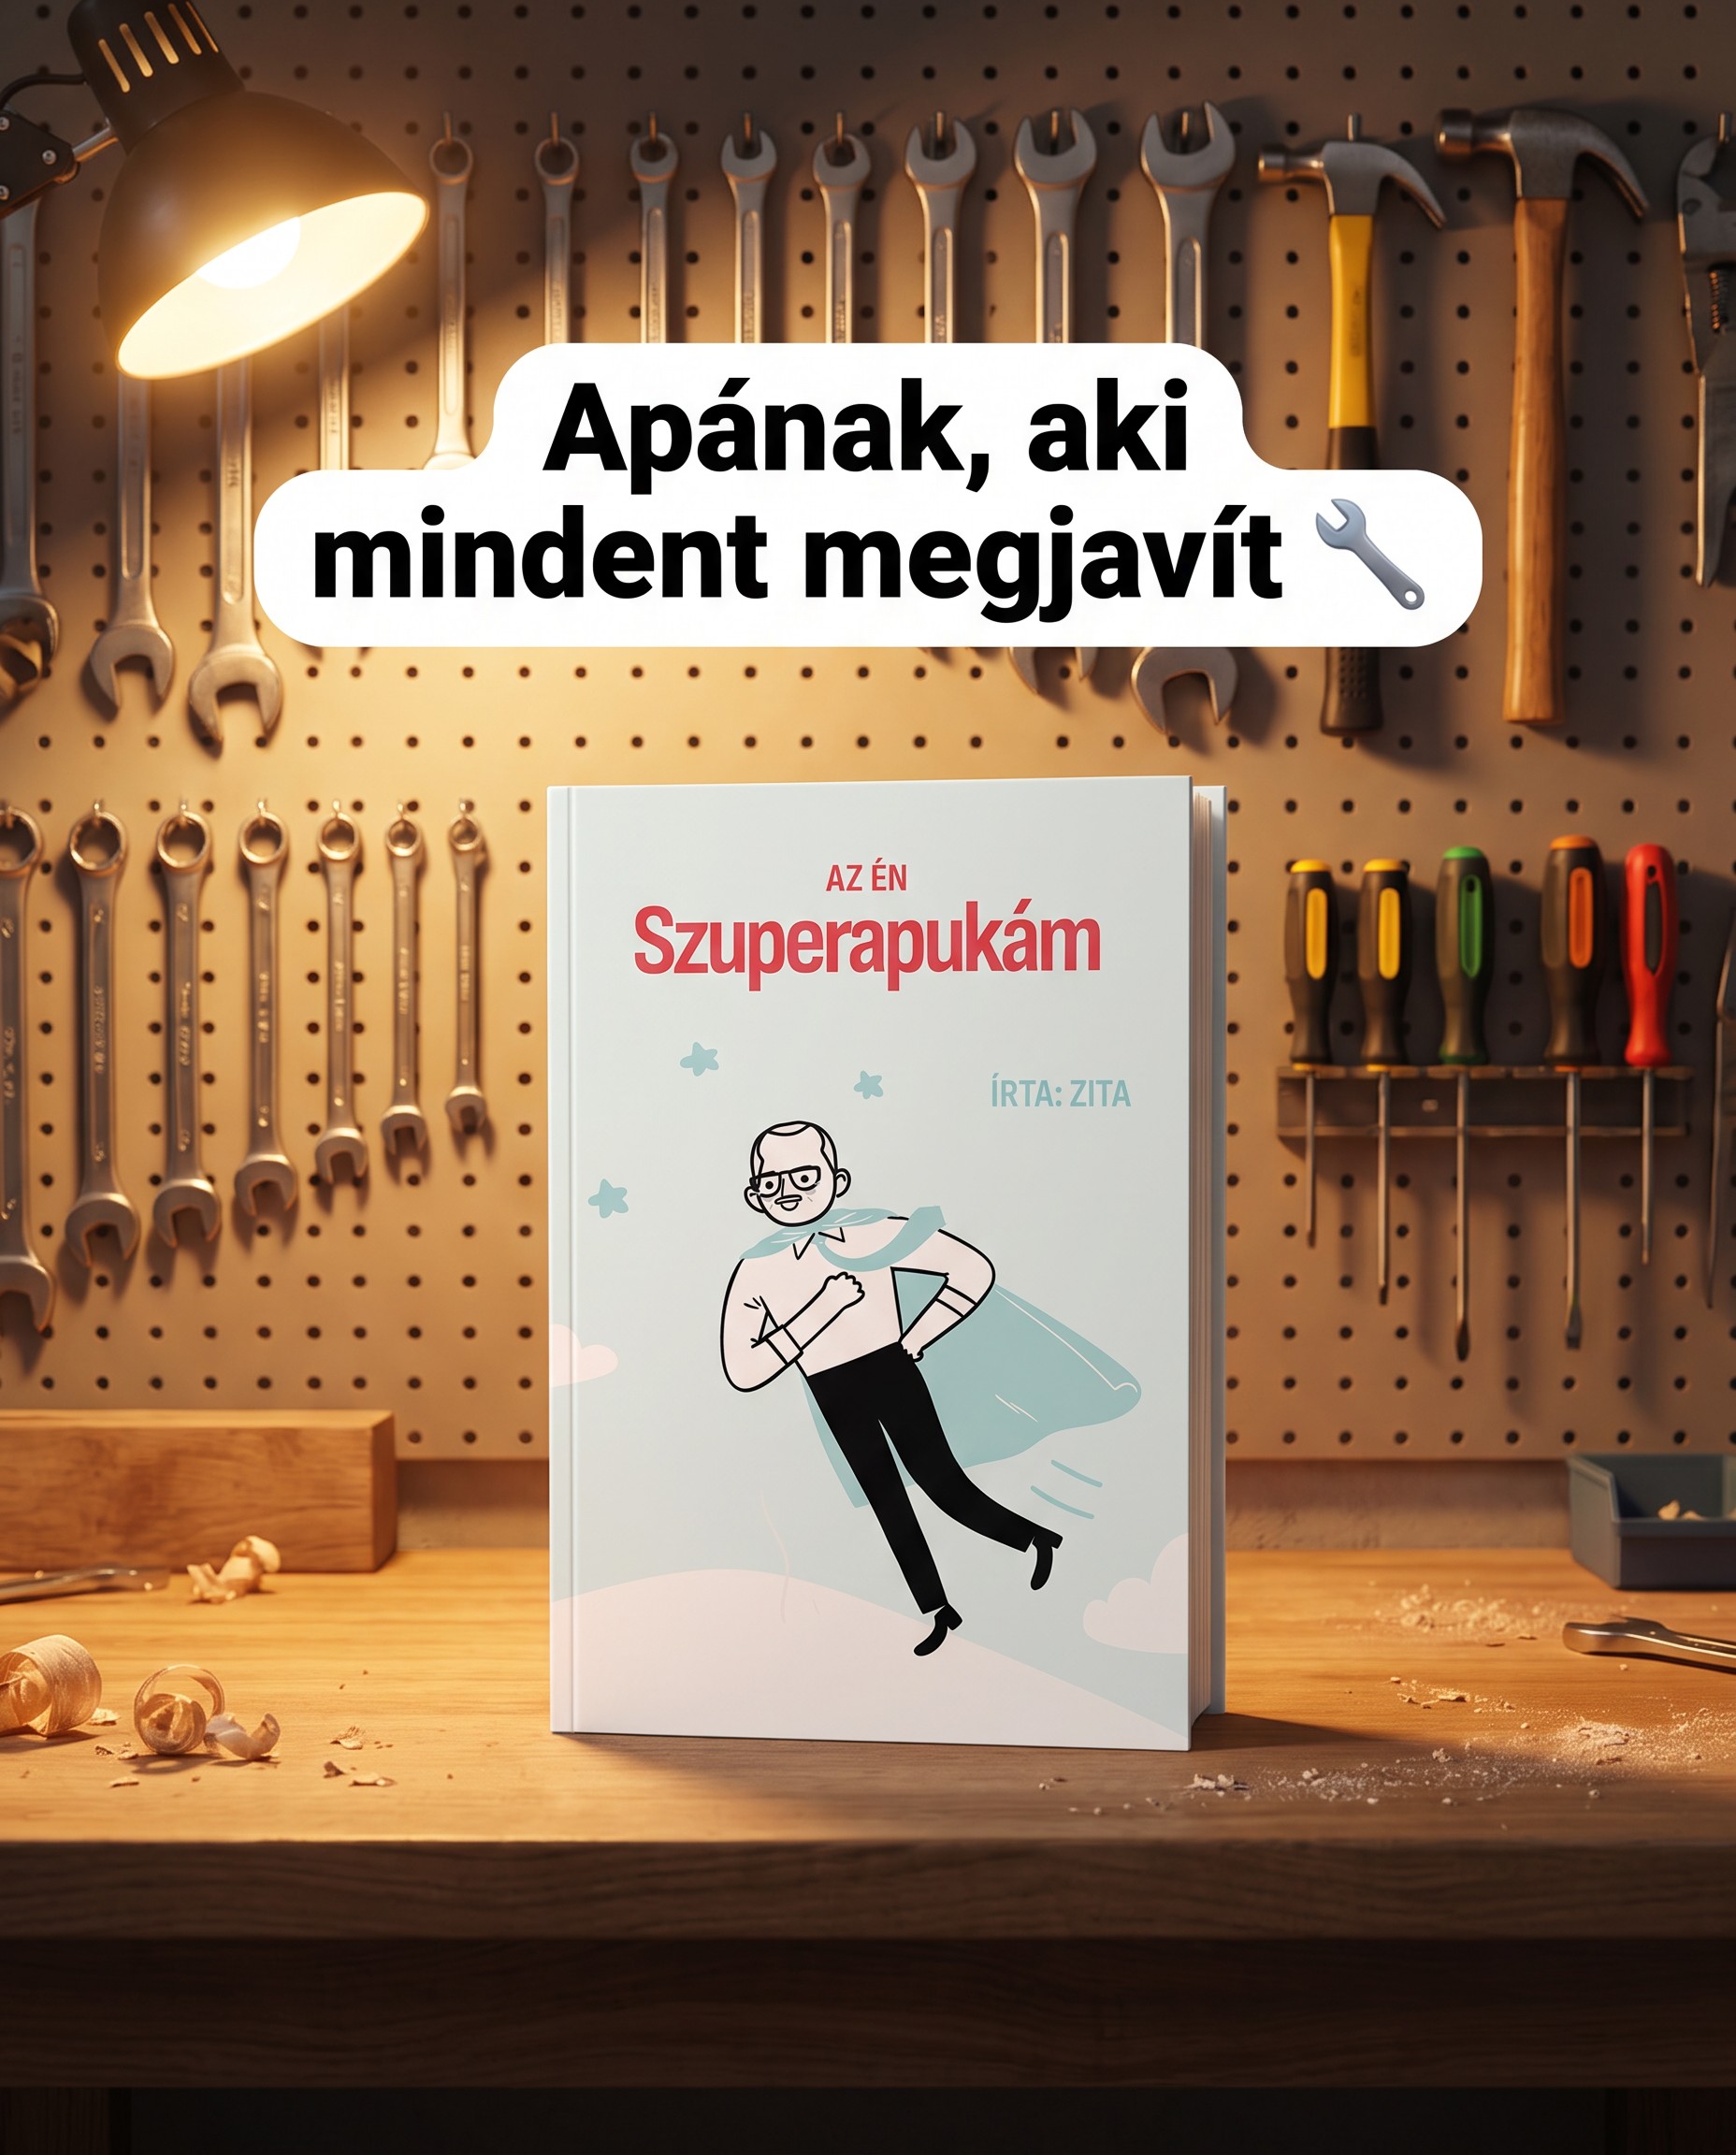 Apának, aki
mindent megjavít 🔧
AZ ÉN
Szuperapukám
ÍRTA: ZITA